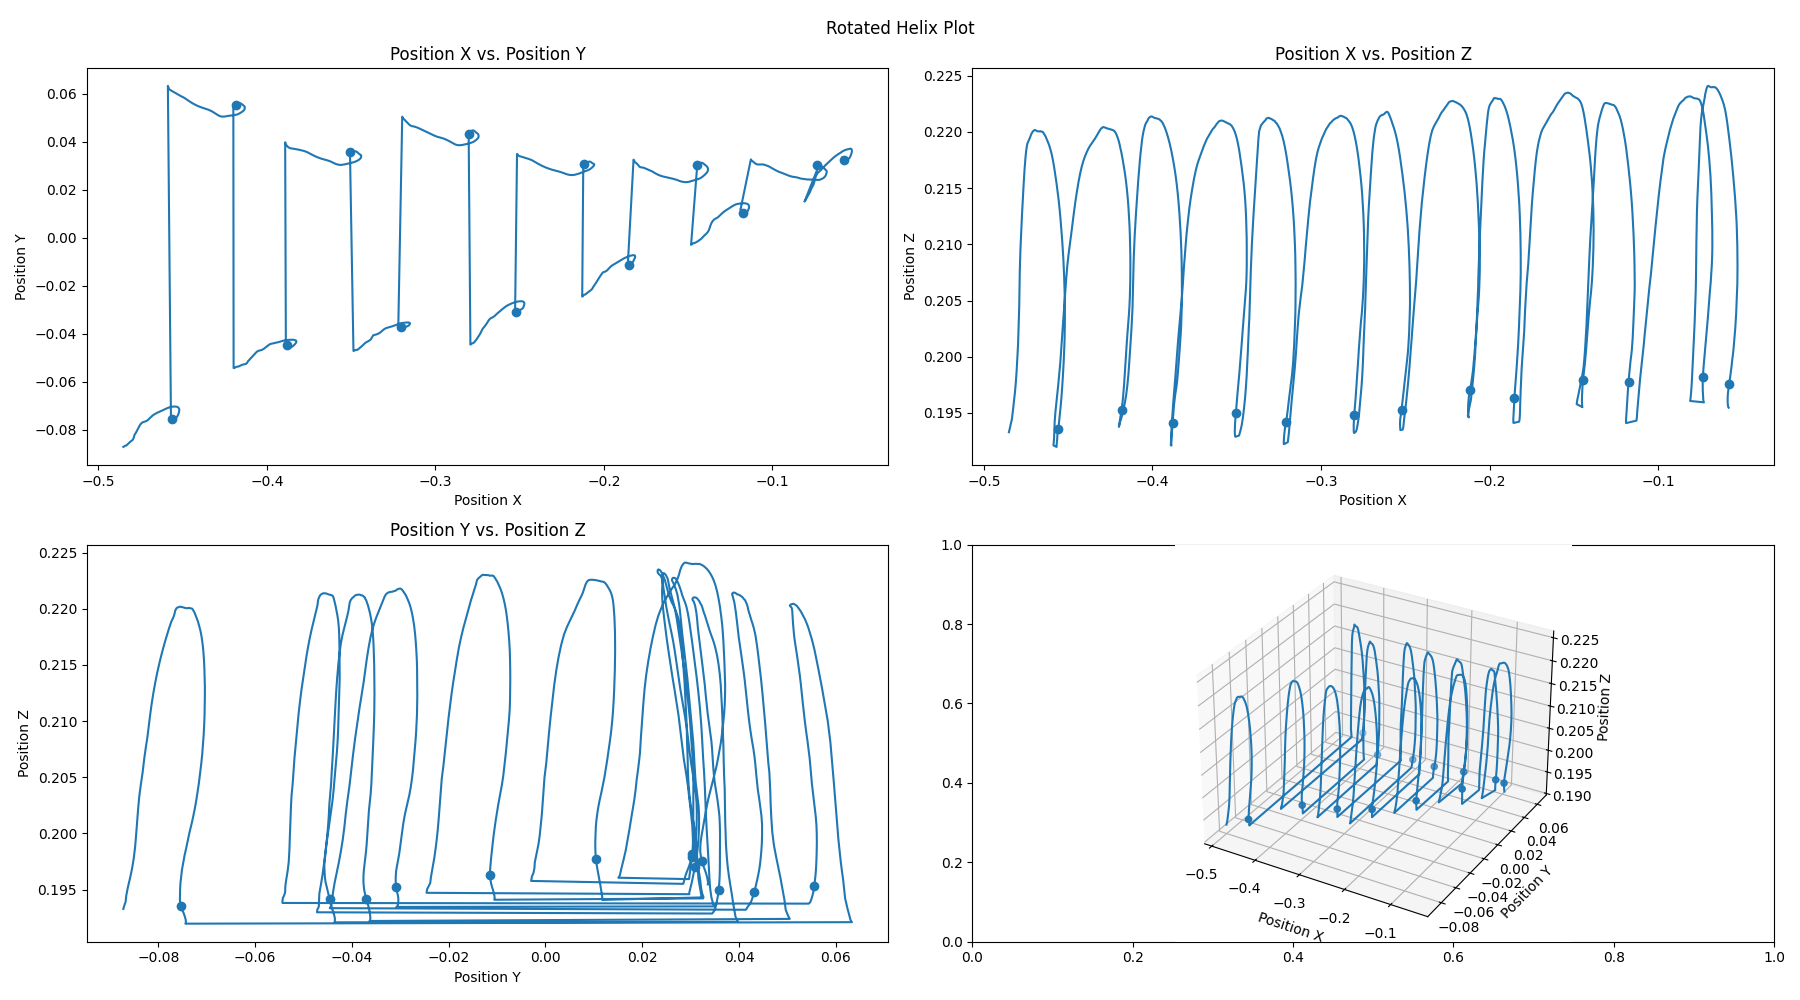 Rotated Helix Plot
Position X vs. Position Y
0.06
0.04
0.02
0.00
−0.02
−0.04
−0.06
−0.08
Position Y
−0.5 −0.4 −0.3 −0.2 −0.1
Position X
Position X vs. Position Z
0.225
0.220
0.215
0.210
0.205
0.200
0.195
Position Z
−0.5 −0.4 −0.3 −0.2 −0.1
Position X
Position Y vs. Position Z
0.225
0.220
0.215
0.210
0.205
0.200
0.195
Position Z
−0.08 −0.06 −0.04 −0.02 0.00 0.02 0.04 0.06
Position Y
1.0
0.8
0.6
0.4
0.2
0.0
0.0 0.2 0.4 0.6 0.8 1.0
0.225
0.220
0.215
0.210
0.205
0.200
0.195
0.190
Position Z
0.06
0.04
0.02
0.00
−0.02
−0.04
−0.06
−0.08
Position Y
−0.5
−0.4
−0.3
−0.2
−0.1
Position X